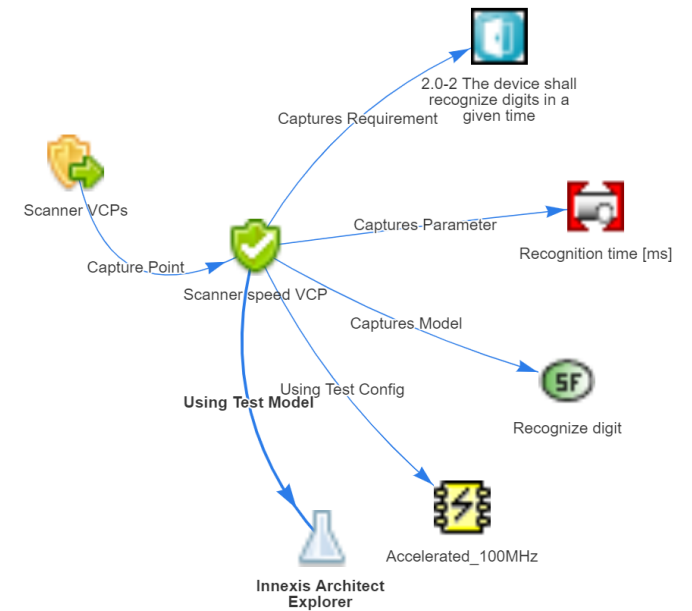 2.0-2 The device shall
recognize digits in a
given time
Captures Requirement
Scanner VCPs
Captures Parameter
Recognition time [ms]
Capture Point
Scanner speed VCP
Captures Model
SF
Using Test Config
Using Test Model
Recognize digit
Accelerated_100MHz
Innexis Architect
Explorer